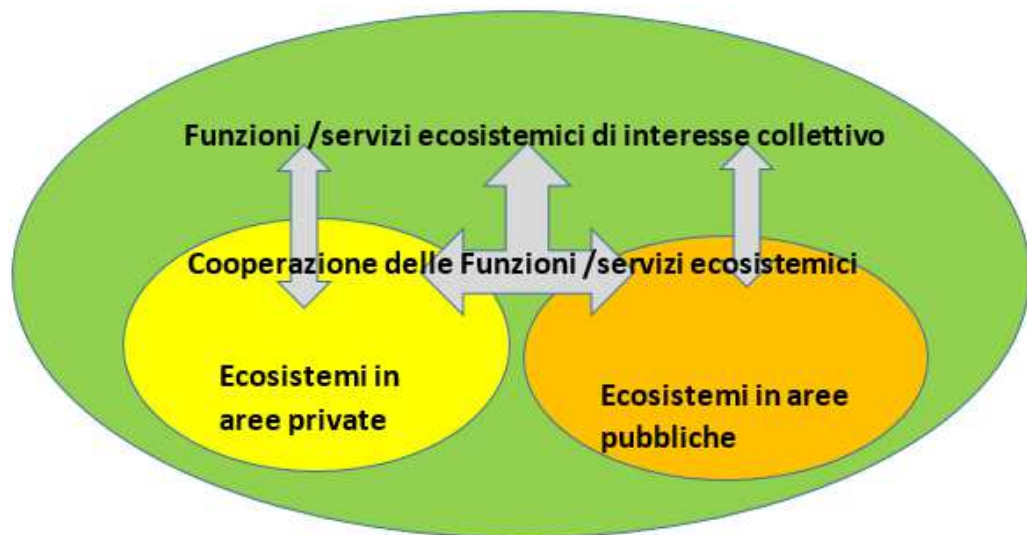 Funzioni /servizi ecosistemici di interesse collettivo
Cooperazione delle Funzioni /servizi ecosistemici
Ecosistemi in
aree private
Ecosistemi in aree
pubbliche